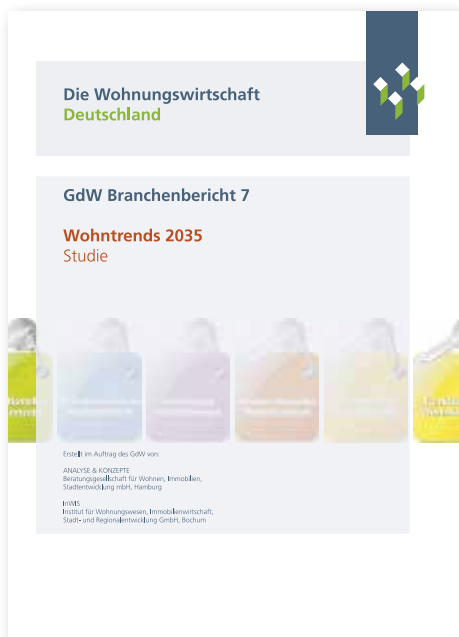 Die Wohnungswirtschaft
Deutschland
GdW Branchenbericht 7
Wohntrends 2035
Studie
Erstellt im Auftrag des GdW von:
ANALYSE & KONZEPTE
Beratungsgesellschaft für Wohnen, Immobilien,
Stadtentwicklung mbH, Hamburg
InWIS
Institut für Wohnungswesen, Immobilienwirtschaft,
Stadt- und Regionalentwicklung GmbH, Bochum